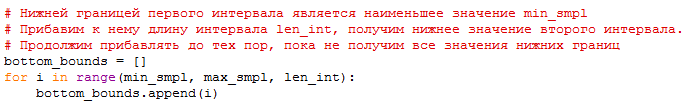 # Нижней границей первого интервала является наименьшее значение min_smpl
# Прибавим к нему длину интервала len_int, получим нижнее значение второго интервала.
# Продолжим прибавлять до тех пор, пока не получим все значения нижних границ
bottom_bounds = []
for i in range(min_smpl, max_smpl, len_int):
    bottom_bounds.append(i)